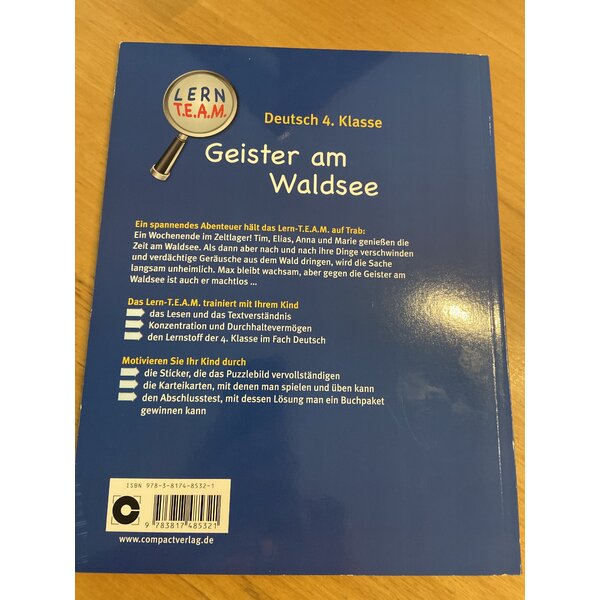 LERN
T.E.A.M.
Deutsch 4. Klasse
Geister am
Waldsee
Ein spannendes Abenteuer hält das Lern-T.E.A.M. auf Trab:
Ein Wochenende im Zeltlager! Tim, Elias, Anna und Marie genießen die
Zeit am Waldsee. Als dann aber nach und nach ihre Dinge verschwinden
und verdächtige Geräusche aus dem Wald dringen, wird die Sache
langsam unheimlich. Max bleibt wachsam, aber gegen die Geister am
Waldsee ist auch er machtlos ...
Das Lern-T.E.A.M. trainiert mit Ihrem Kind
das Lesen und das Textverständnis
Konzentration und Durchhaltevermögen
den Lernstoff der 4. Klasse im Fach Deutsch
Motivieren Sie Ihr Kind durch
die Sticker, die das Puzzlebild vervollständigen
die Karteikarten, mit denen man spielen und üben kann
den Abschlusstest, mit dessen Lösung man ein Buchpaket
gewinnen kann
ISBN 978-3-8174-8532-1
9 783817 485321
www.compactverlag.de